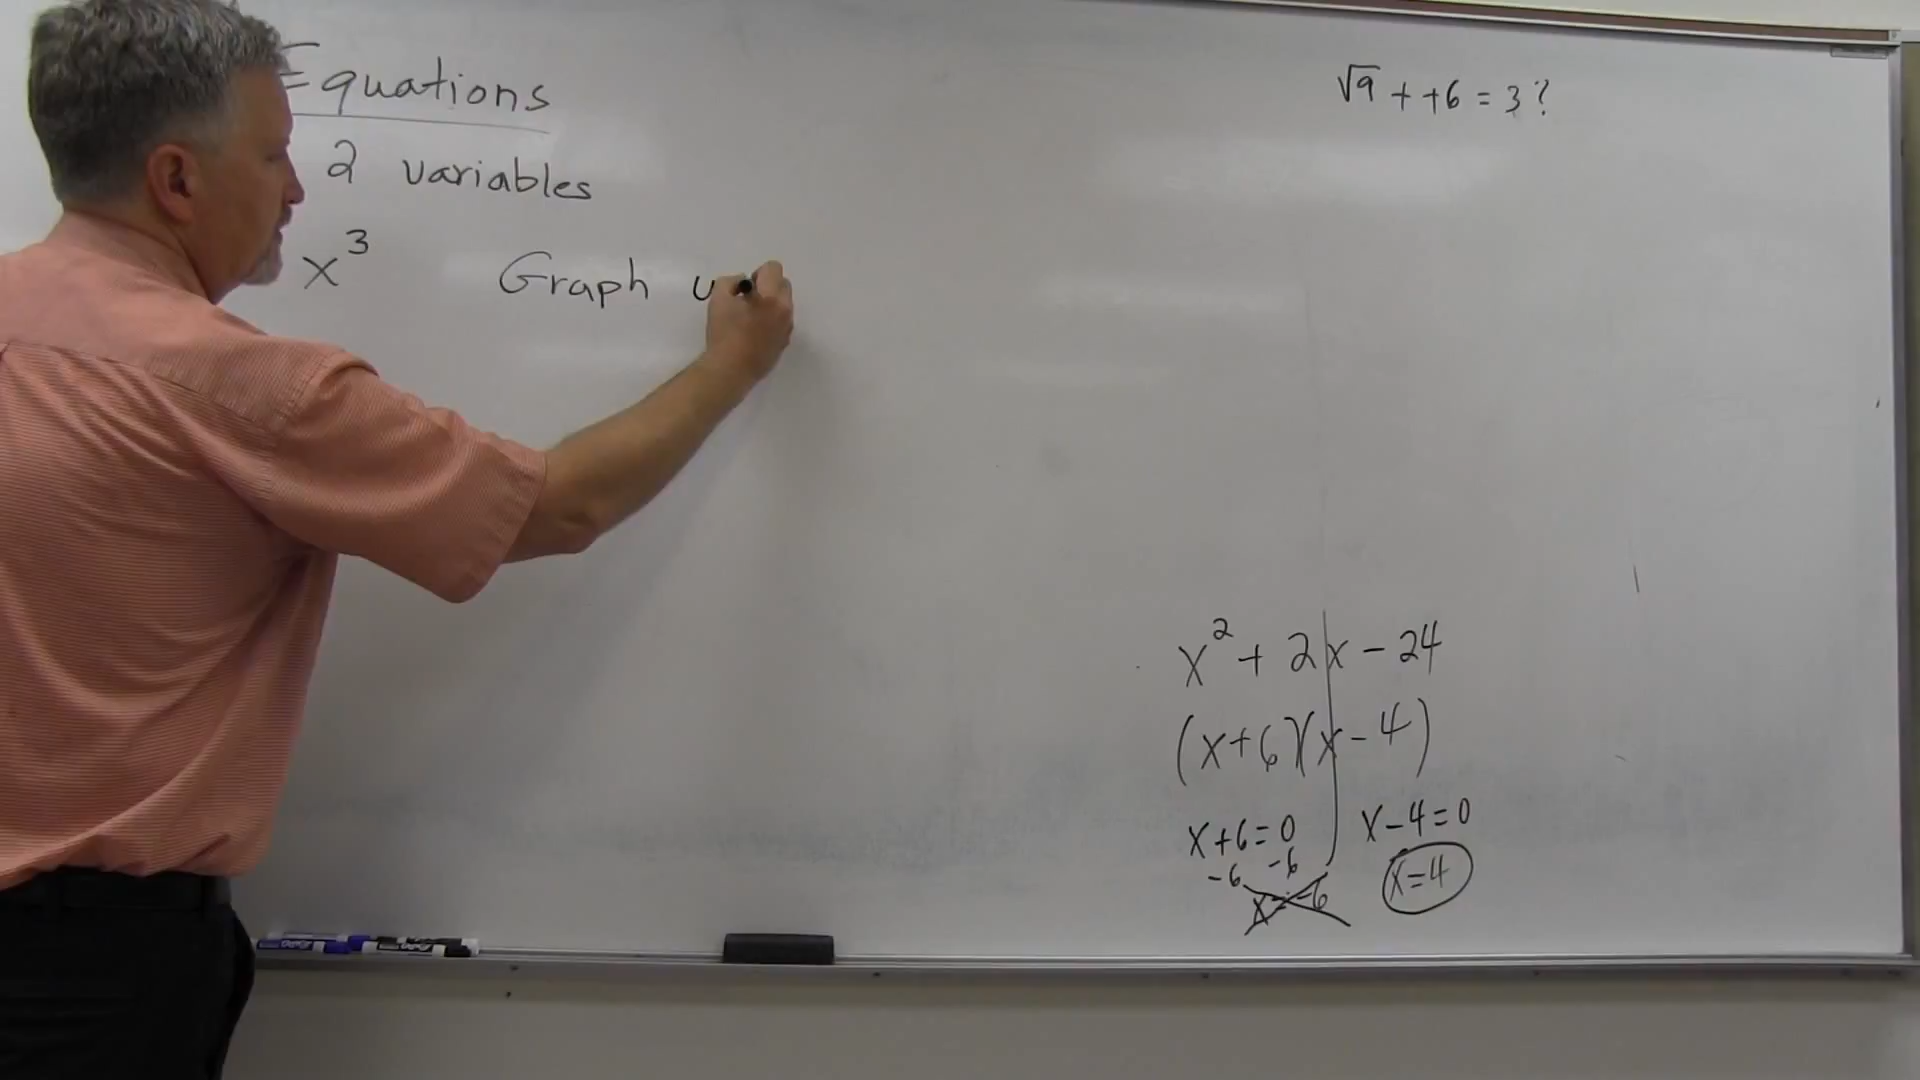 Equations
2 variables
x³ Graph
√9 + +6 = 3?
x² + 2x - 24
(x+6)(x-4)
x+6=0 x-4=0
-6 -6
x=-6 x=4